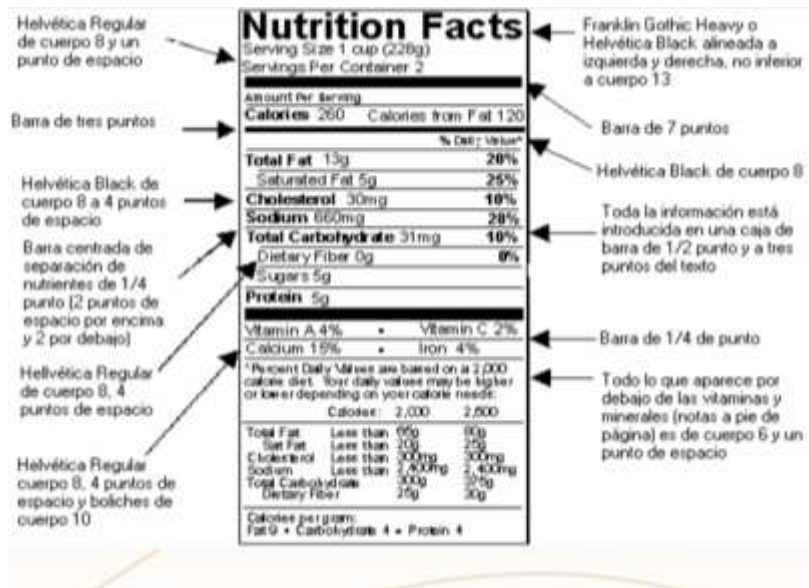 Helvética Regular
de cuerpo 8 y un
punto de espacio
Barra de tres puntos
Helvética Black de
cuerpo 8 a 4 puntos
de espacio
Barra centrada de
separación de
nutrientes de 1/4
punto (2 puntos de
espacio por encima
y 2 por debajo)
Helvética Regular
de cuerpo 8, 4
puntos de espacio
Helvética Regular
cuerpo 8, 4 puntos de
espacio y boliches de
cuerpo 10
Nutrition Facts
Serving Size 1 cup (228g)
Servings Per Container 2
Amount Per Serving
Calories 260 Calories from Fat 120
% Daily Value*
Total Fat 13g 20%
Saturated Fat 5g 25%
Cholesterol 30mg 10%
Sodium 660mg 28%
Total Carbohydrate 31mg 10%
Dietary Fiber 0g 0%
Sugars 5g
Protein 5g
Vitamin A 4% • Vitamin C 2%
Calcium 15% • Iron 4%
*Percent Daily Values are based on a 2,000
calorie diet. Your daily values may be higher
or lower depending on your calorie needs:
Calories: 2,000 2,500
Total Fat Less than 65g 80g
Sat Fat Less than 20g 25g
Cholesterol Less than 300mg 300mg
Sodium Less than 2,400mg 2,400mg
Total Carbohydrate 300g 375g
Dietary Fiber 25g 30g
Calories per gram:
Fat 9 • Carbohydrate 4 • Protein 4
Franklin Gothic Heavy o
Helvética Black alineada a
izquierda y derecha, no inferior
a cuerpo 13
Barra de 7 puntos
Helvética Black de cuerpo 8
Toda la información está
introducida en una caja de
barra de 1/2 punto y a tres
puntos del texto
Barra de 1/4 de punto
Todo lo que aparece por
debajo de las vitaminas y
minerales (notas a pie de
página) es de cuerpo 6 y un
punto de espacio